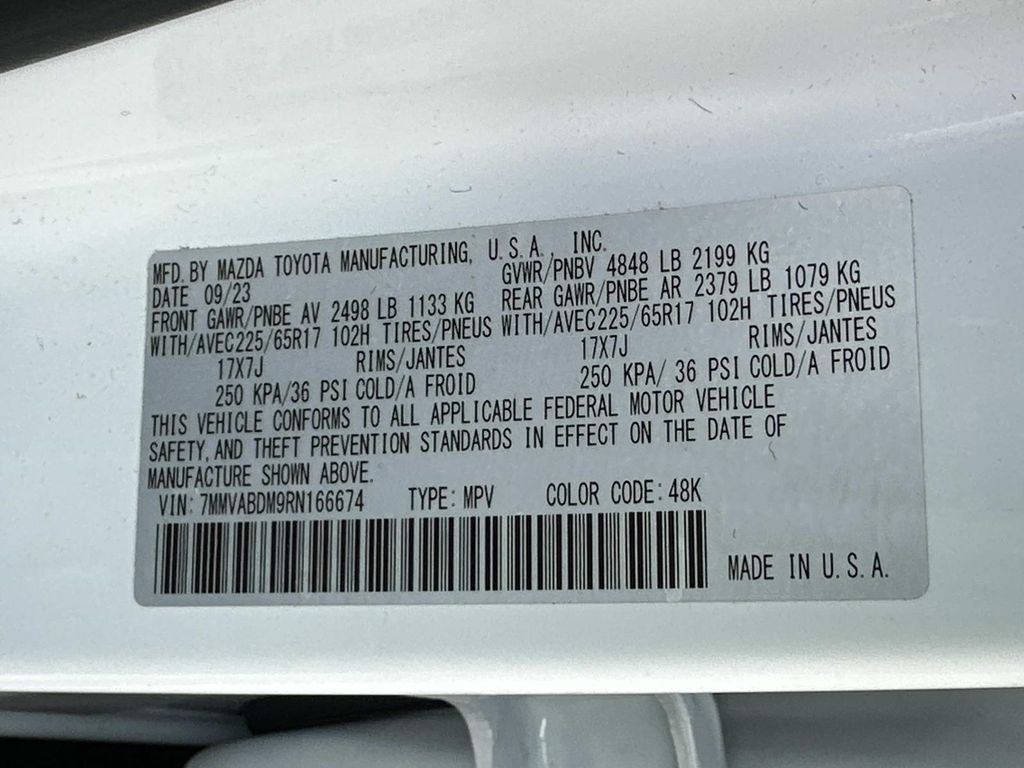 MFD. BY MAZDA TOYOTA MANUFACTURING, U.S.A., INC.
DATE 09/23 GVWR/PNBV 4848 LB 2199 KG
FRONT GAWR/PNBE AV 2498 LB 1133 KG REAR GAWR/PNBE AR 2379 LB 1079 KG
WITH/AVEC225/65R17 102H TIRES/PNEUS WITH/AVEC225/65R17 102H TIRES/PNEUS
17X7J RIMS/JANTES 17X7J RIMS/JANTES
250 KPA/36 PSI COLD/A FROID 250 KPA/ 36 PSI COLD/A FROID
THIS VEHICLE CONFORMS TO ALL APPLICABLE FEDERAL MOTOR VEHICLE
SAFETY, AND THEFT PREVENTION STANDARDS IN EFFECT ON THE DATE OF
MANUFACTURE SHOWN ABOVE.
VIN: 7MMVABDM9RN166674 TYPE: MPV COLOR CODE: 48K
MADE IN U.S.A.